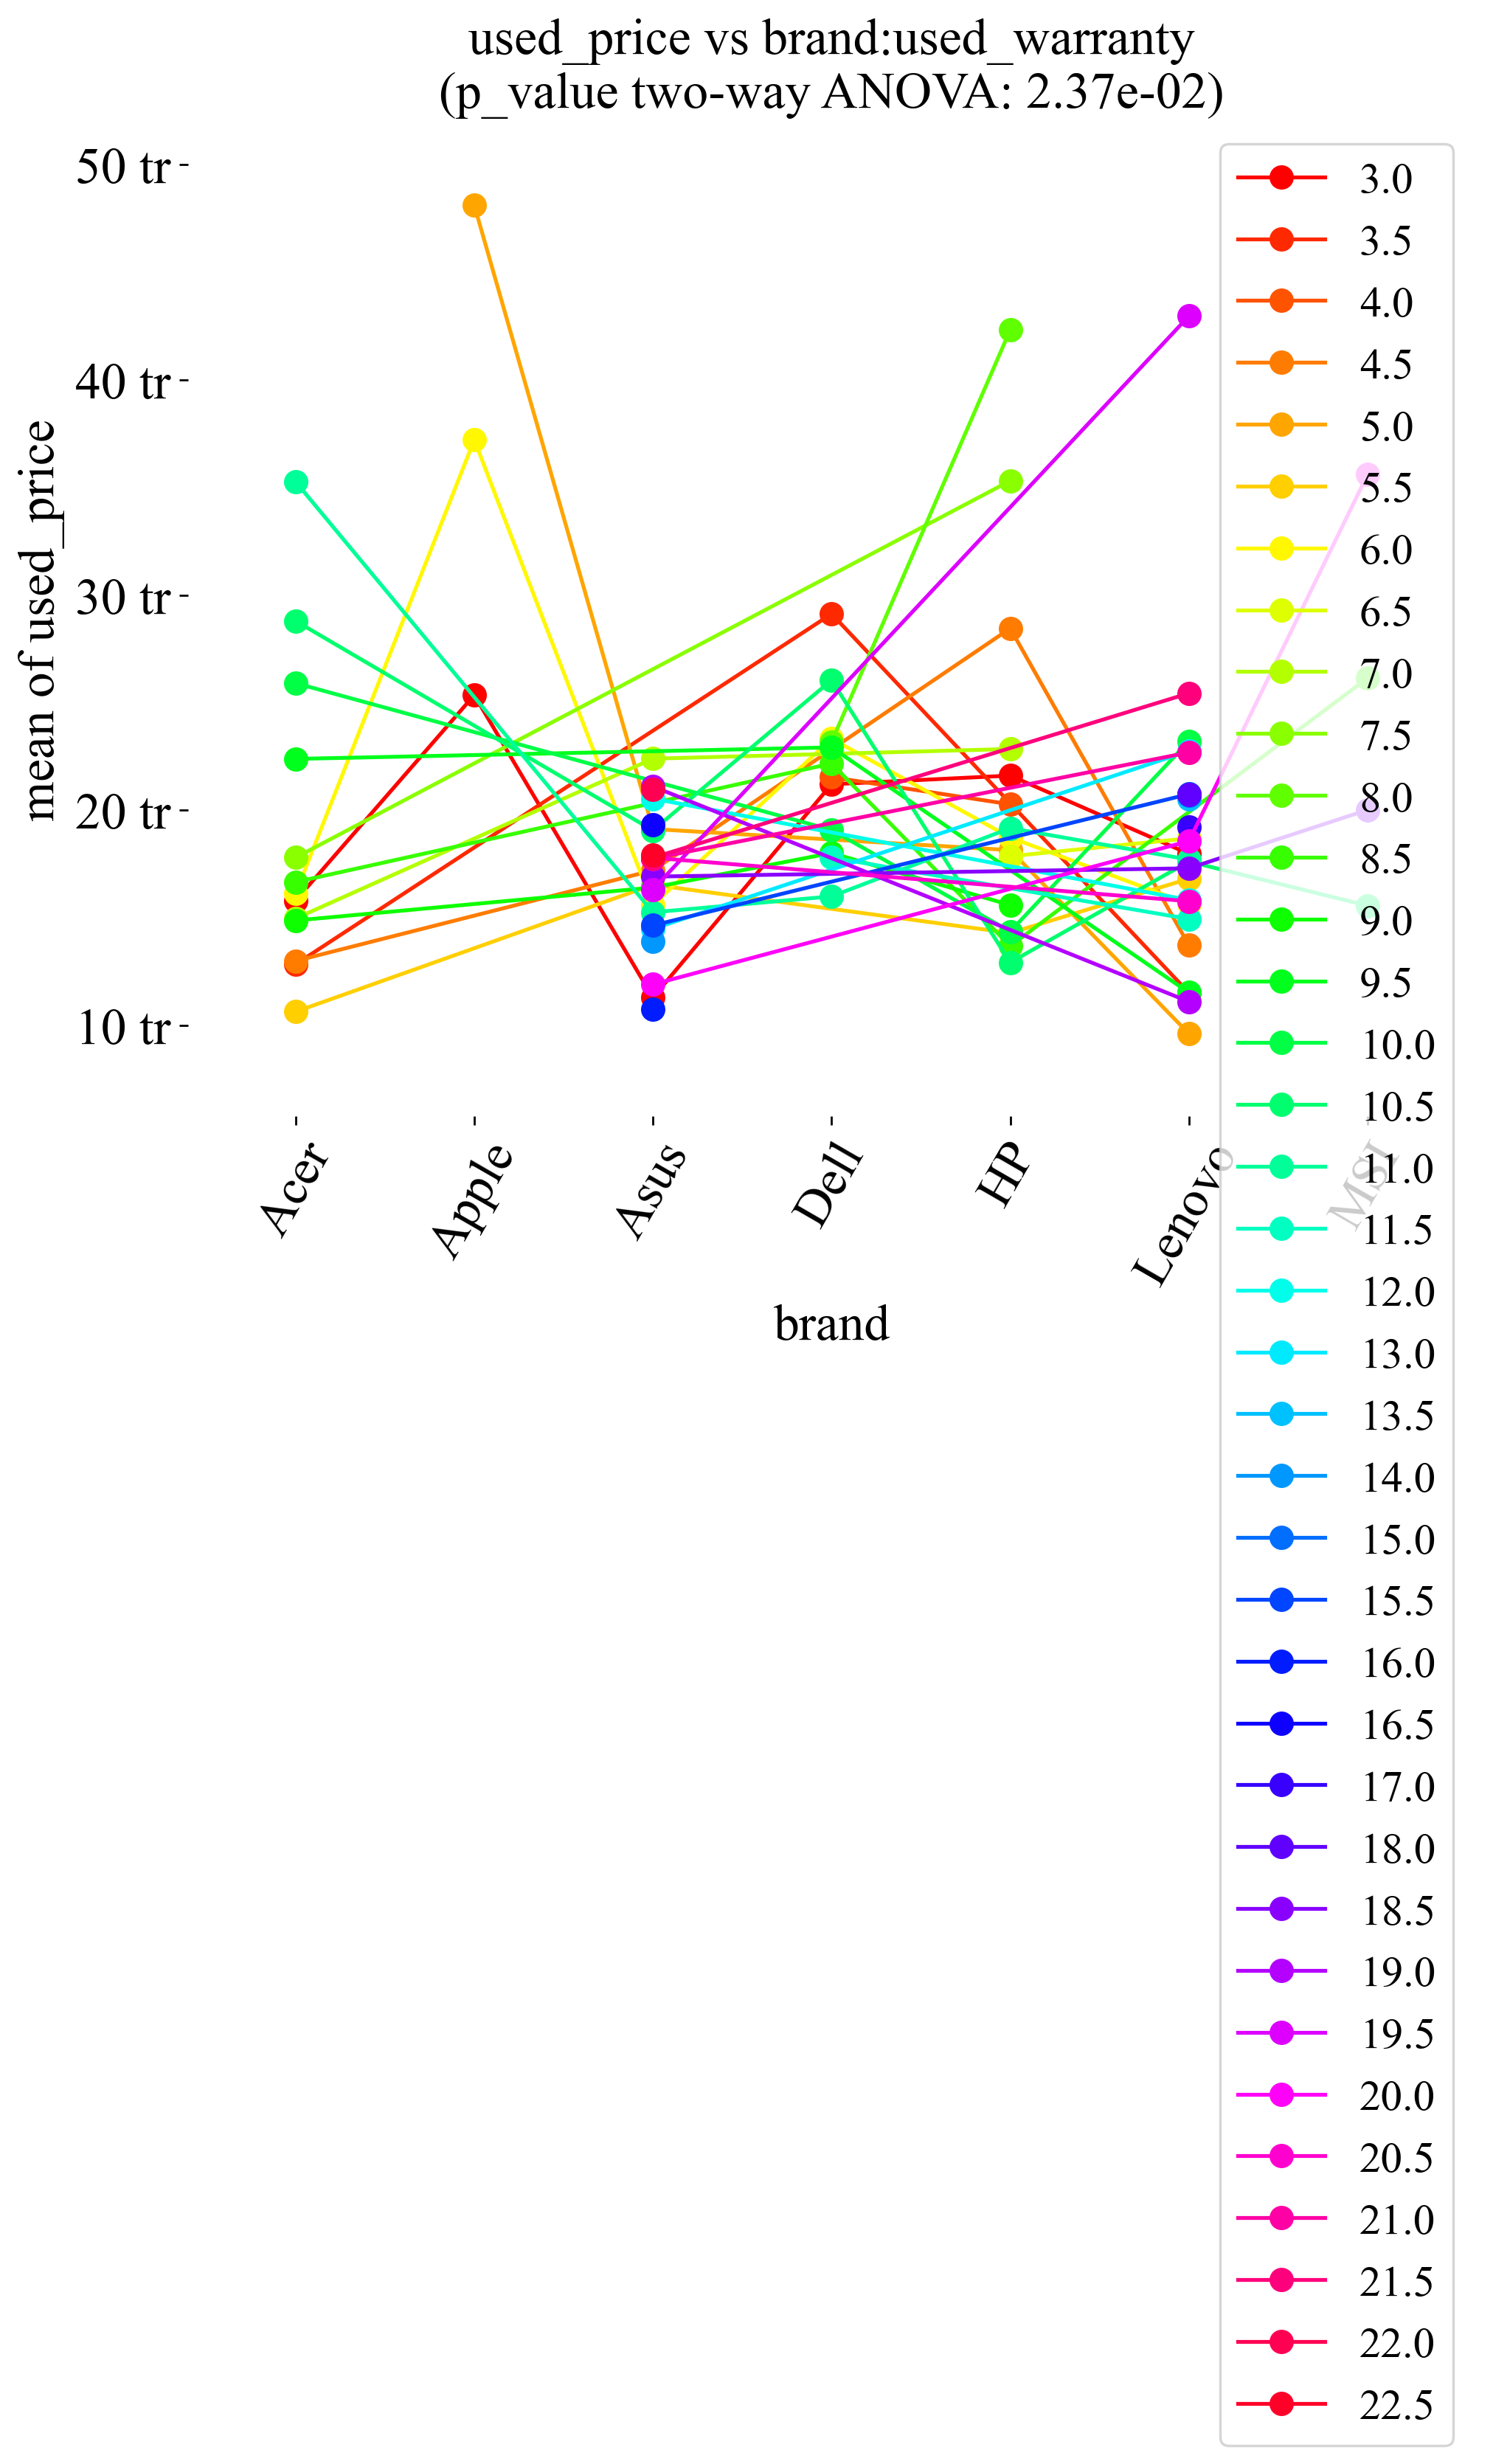 used_price vs brand:used_warranty
(p_value two-way ANOVA: 2.37e-02)
mean of used_price
50 tr
40 tr
30 tr
20 tr
10 tr
Acer
Apple
Asus
Dell
HP
Lenovo
MSI
brand
3.0
3.5
4.0
4.5
5.0
5.5
6.0
6.5
7.0
7.5
8.0
8.5
9.0
9.5
10.0
10.5
11.0
11.5
12.0
13.0
13.5
14.0
15.0
15.5
16.0
16.5
17.0
18.0
18.5
19.0
19.5
20.0
20.5
21.0
21.5
22.0
22.5